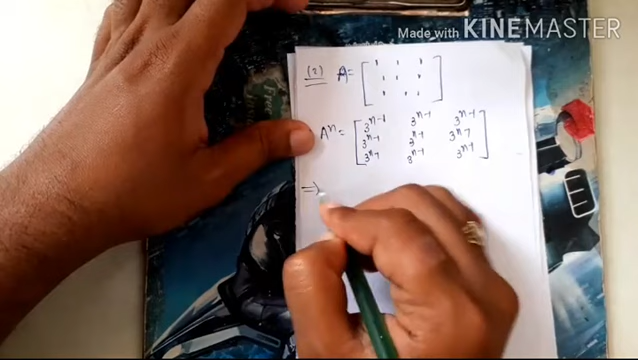 Made with KINEMASTER
(2) A = [ 1 1 1
1 1 1
1 1 1 ]
Aⁿ = [ 3ⁿ⁻¹ 3ⁿ⁻¹ 3ⁿ⁻¹
3ⁿ⁻¹ 3ⁿ⁻¹ 3ⁿ⁻¹
3ⁿ⁻¹ 3ⁿ⁻¹ 3ⁿ⁻¹ ]
=>